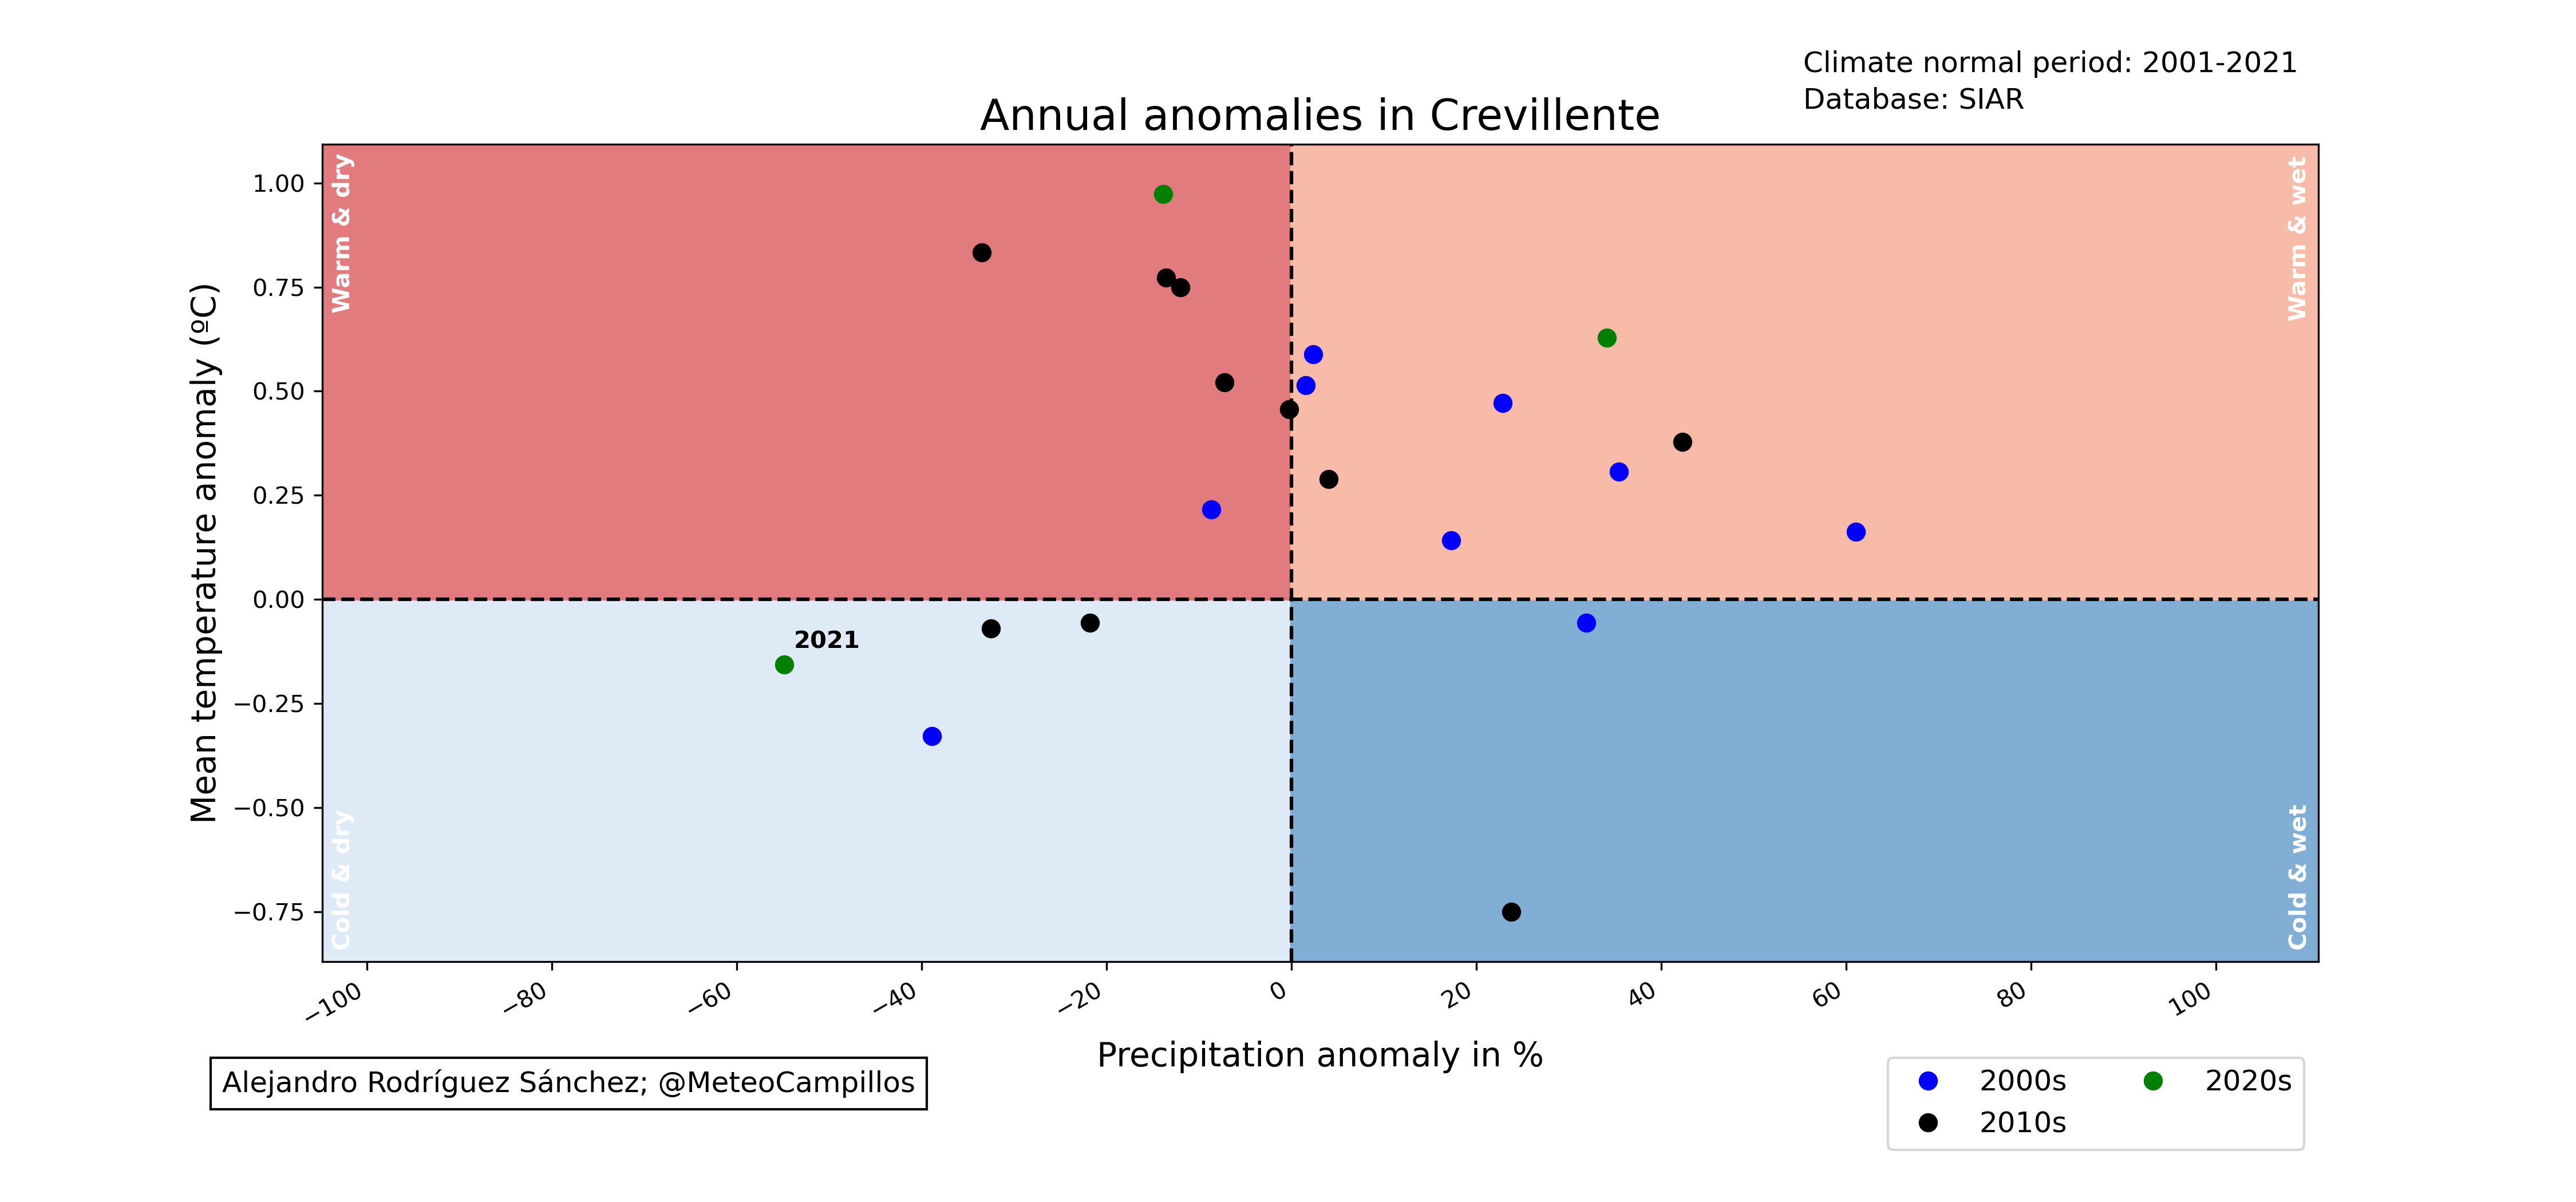 Climate normal period: 2001-2021
Database: SIAR
Annual anomalies in Crevillente
Warm & dry
Warm & wet
Mean temperature anomaly (ºC)
1.00
0.75
0.50
0.25
0.00
−0.25
−0.50
−0.75
2021
Cold & dry
Cold & wet
−100
−80
−60
−40
−20
0
20
40
60
80
100
Precipitation anomaly in %
Alejandro Rodríguez Sánchez; @MeteoCampillos
2000s
2010s
2020s